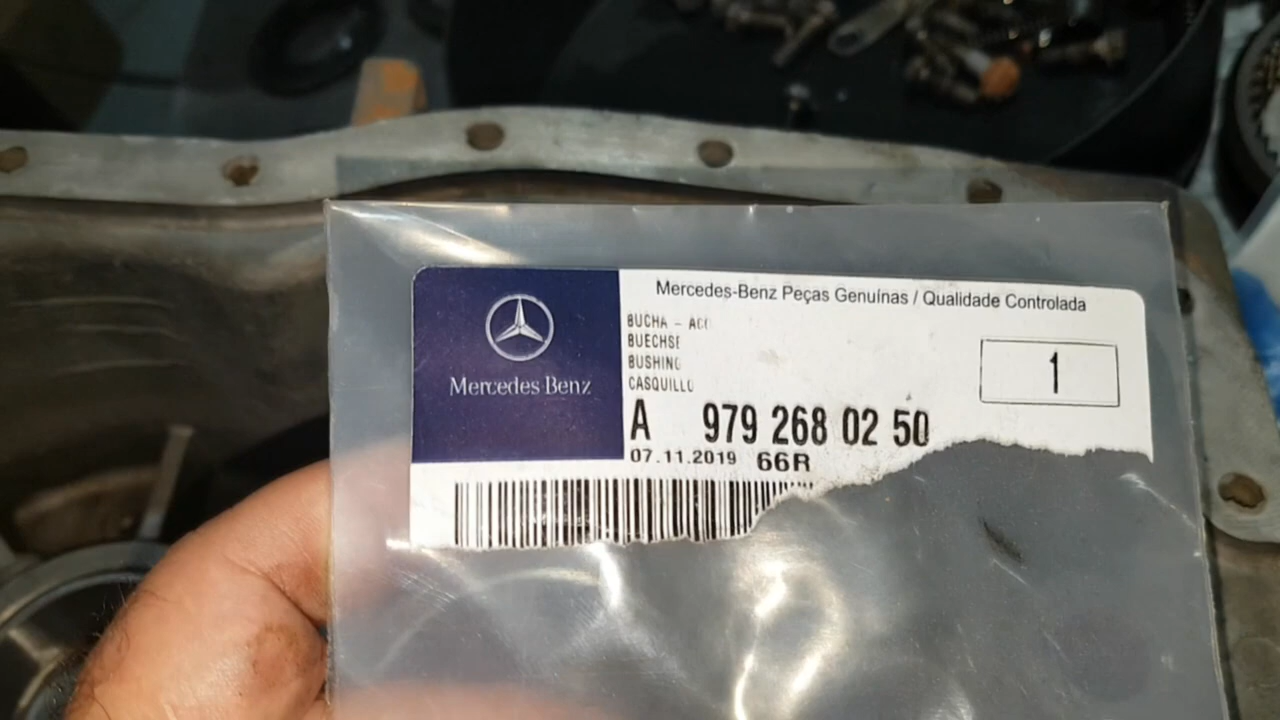 Mercedes-Benz Peças Genuínas / Qualidade Controlada
Mercedes Benz
BUCHA - ACO
BUECHSE
BUSHING
CASQUILLO
1
A 979 268 02 50
07.11.2019 66R